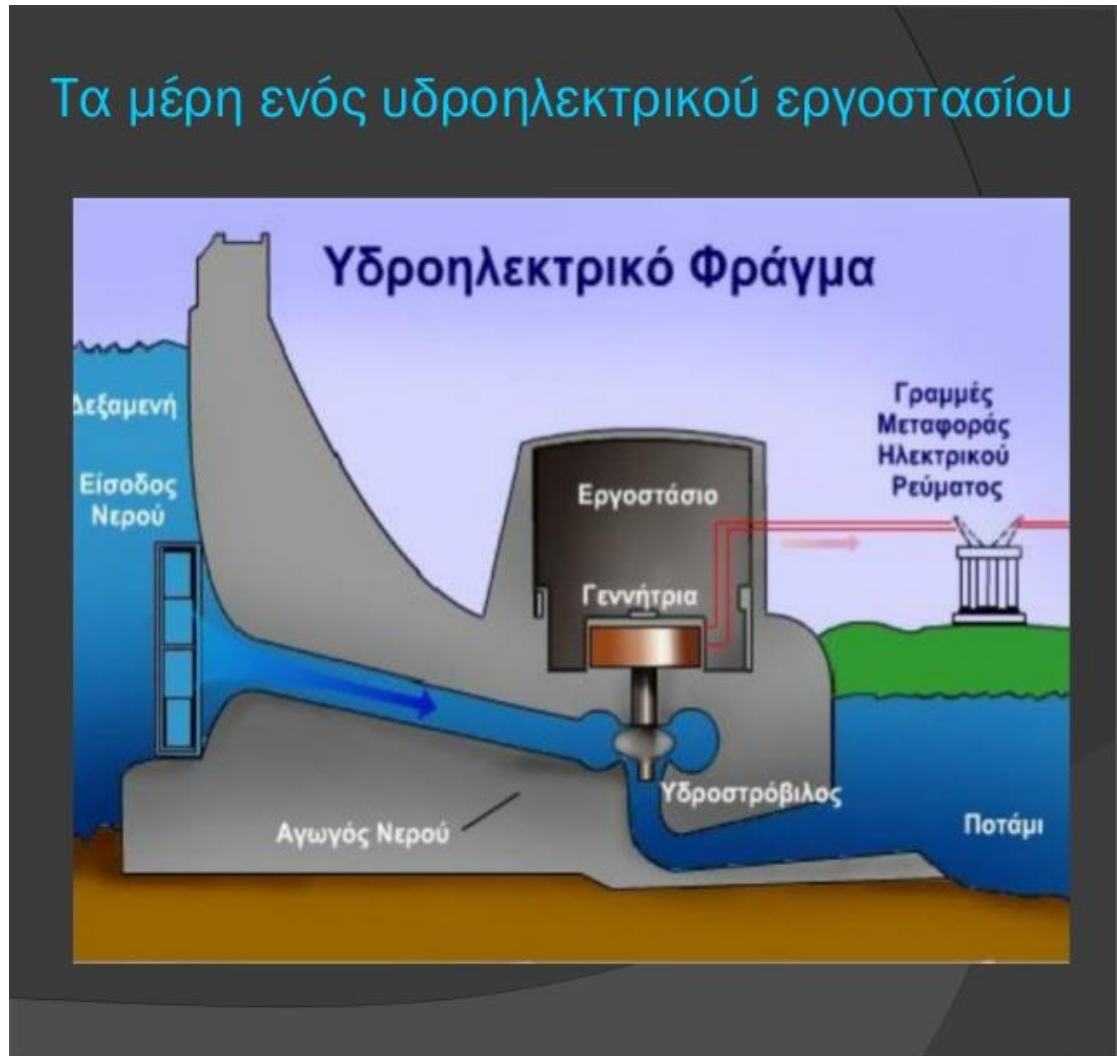 Τα μέρη ενός υδροηλεκτρικού εργοστασίου
Υδροηλεκτρικό Φράγμα
Δεξαμενή
Είσοδος
Νερού
Εργοστάσιο
Γεννήτρια
Γραμμές
Μεταφοράς
Ηλεκτρικού
Ρεύματος
Υδροστρόβιλος
Αγωγός Νερού
Ποτάμι